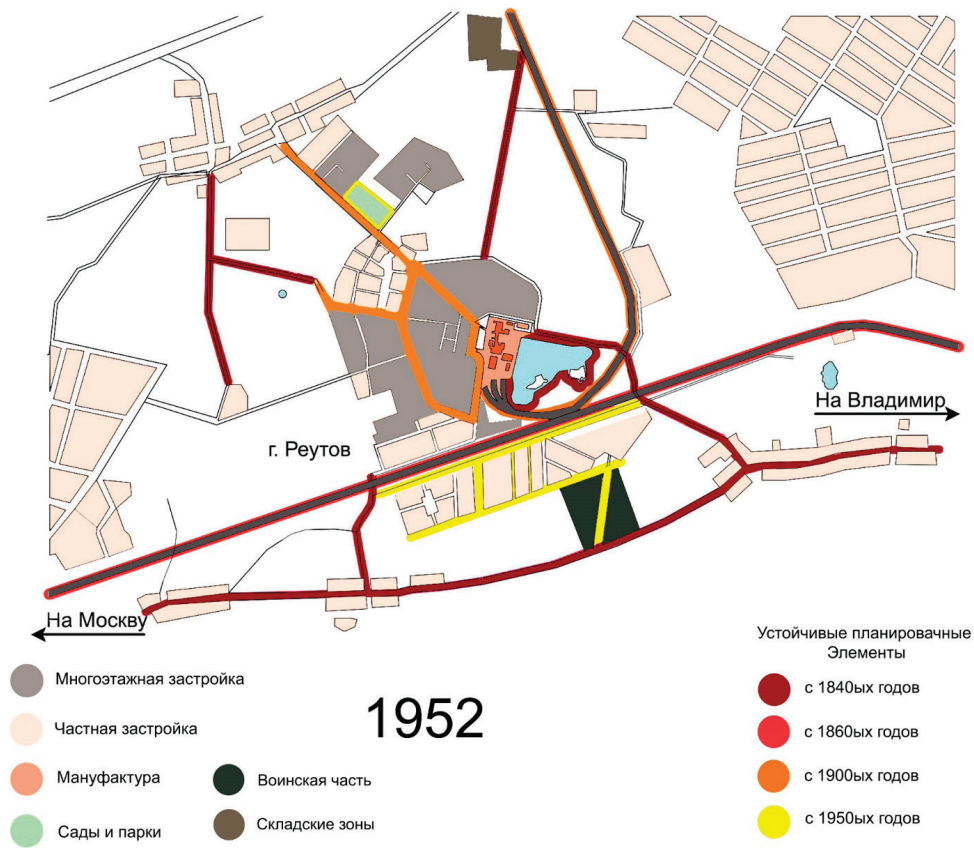 г. Реутов
На Владимир
На Москву
Многоэтажная застройка
Частная застройка
Мануфактура
Сады и парки
Воинская часть
Складские зоны
1952
Устойчивые планировачные
Элементы
с 1840ых годов
с 1860ых годов
с 1900ых годов
с 1950ых годов